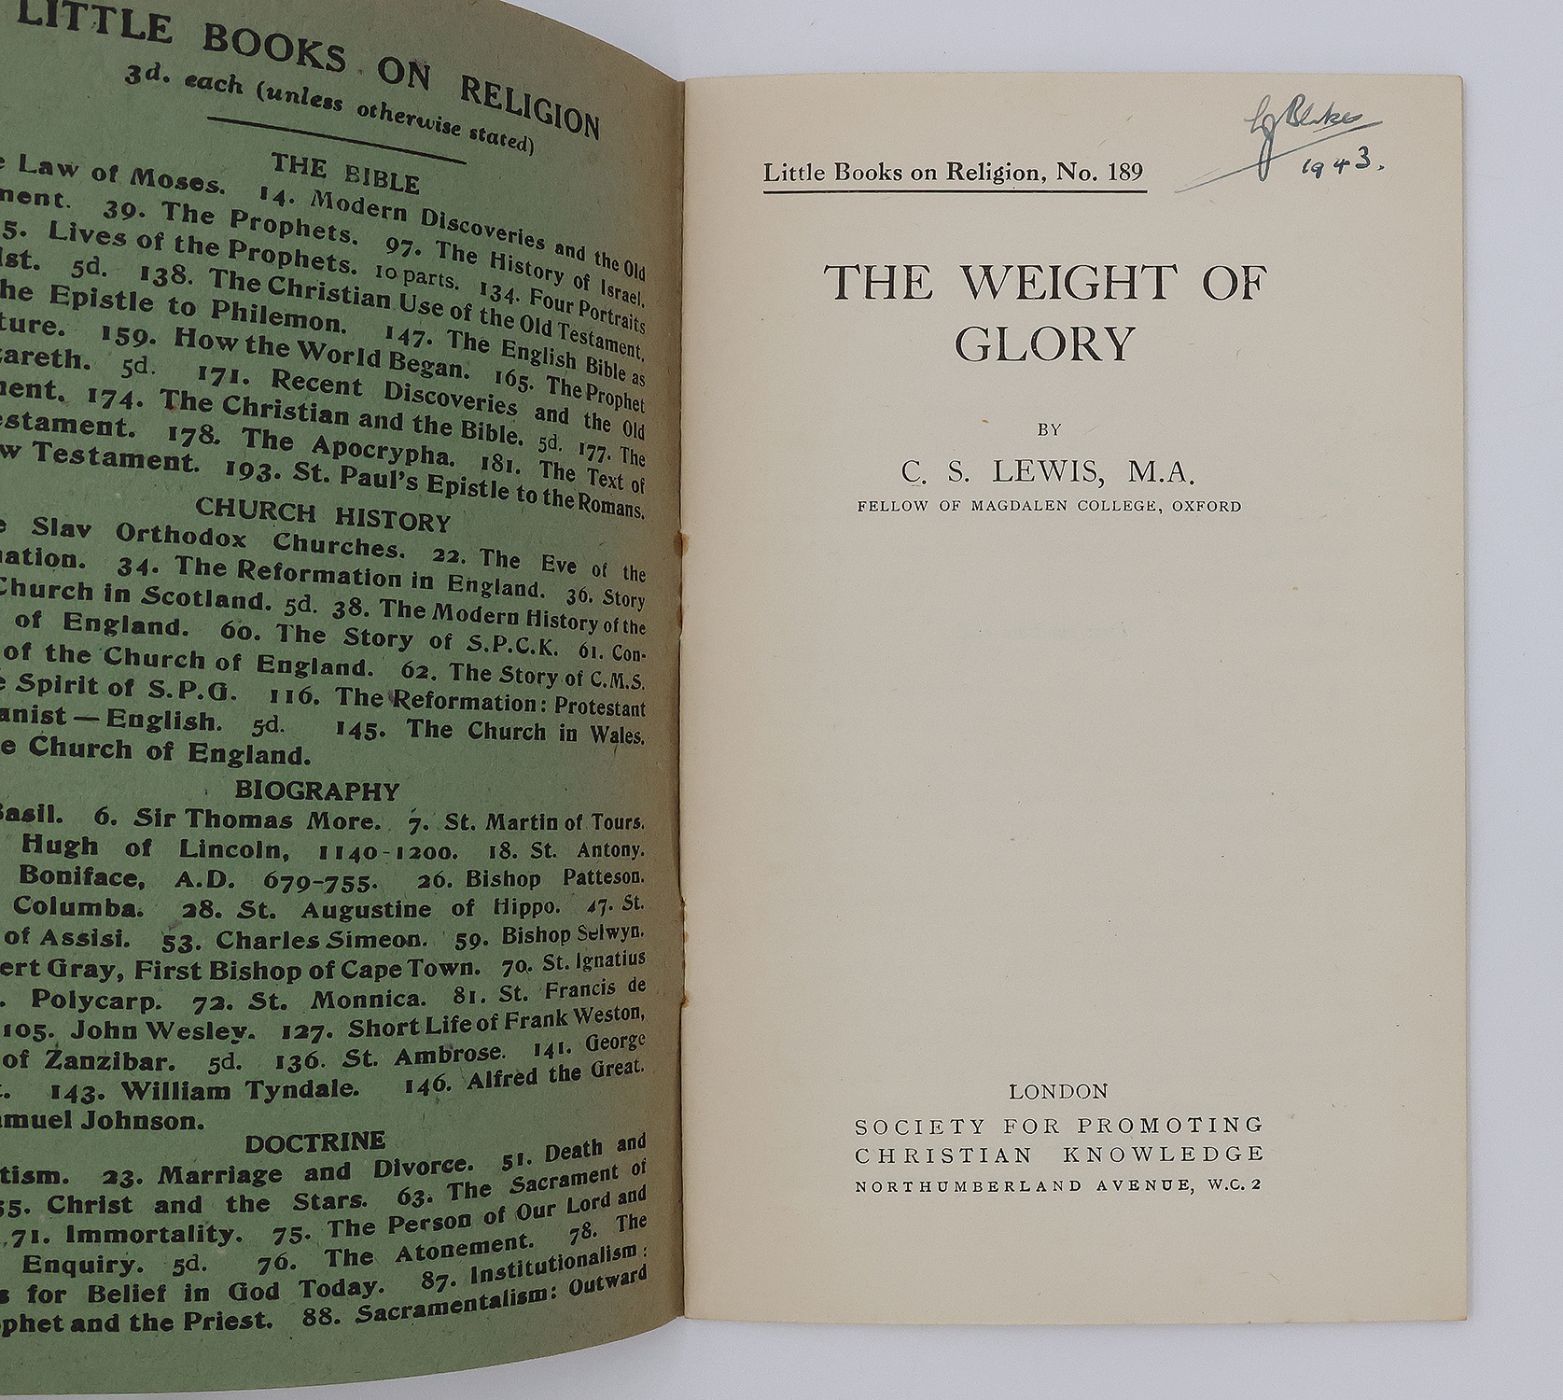 LITTLE BOOKS ON RELIGION
3d. each (unless otherwise stated)
THE BIBLE
Law of Moses. 14. Modern Discoveries and the Old
39. The Prophets. 97. The History of Israel.
5. Lives of the Prophets. 10 parts. 134. Four Portraits
5d. 138. The Christian Use of the Old Testament.
he Epistle to Philemon. 147. The English Bible as
ture. 159. How the World Began. 165. The Prophet
areth. 5d. 171. Recent Discoveries and the Old
ment. 174. The Christian and the Bible. 5d. 177. The
estament. 178. The Apocrypha. 181. The Text of
w Testament. 193. St. Paul's Epistle to the Romans.
CHURCH HISTORY
e Slav Orthodox Churches. 22. The Eve of the
nation. 34. The Reformation in England. 36. Story
Church in Scotland. 5d. 38. The Modern History of the
of England. 60. The Story of S.P.C.K. 61. Con-
of the Church of England. 62. The Story of C.M.S.
e Spirit of S.P.G. 116. The Reformation: Protestant
anist — English. 5d. 145. The Church in Wales.
e Church of England.
BIOGRAPHY
Basil. 6. Sir Thomas More. 7. St. Martin of Tours.
Hugh of Lincoln, 1140-1200. 18. St. Antony.
Boniface, A.D. 679-755. 26. Bishop Patteson.
Columba. 28. St. Augustine of Hippo. 47. St.
of Assisi. 53. Charles Simeon. 59. Bishop Selwyn.
ert Gray, First Bishop of Cape Town. 70. St. Ignatius
. Polycarp. 72. St. Monnica. 81. St. Francis de
105. John Wesley. 127. Short Life of Frank Weston,
of Zanzibar. 5d. 136. St. Ambrose. 141. George
143. William Tyndale. 146. Alfred the Great.
muel Johnson.
DOCTRINE
tism. 23. Marriage and Divorce. 51. Death and
55. Christ and the Stars. 63. The Sacrament of
71. Immortality. 75. The Person of Our Lord and
Enquiry. 5d. 76. The Atonement. 78. The
s for Belief in God Today. 87. Institutionalism:
phet and the Priest. 88. Sacramentalism: Outward
1943.
Little Books on Religion, No. 189
THE WEIGHT OF
GLORY
BY
C. S. LEWIS, M.A.
FELLOW OF MAGDALEN COLLEGE, OXFORD
LONDON
SOCIETY FOR PROMOTING
CHRISTIAN KNOWLEDGE
NORTHUMBERLAND AVENUE, W.C. 2